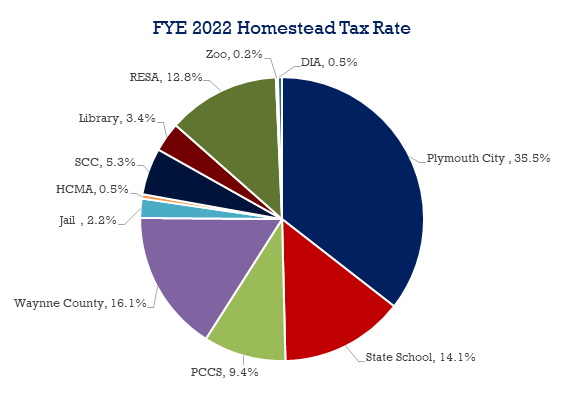 FYE 2022 Homestead Tax Rate
Zoo, 0.2%
DIA, 0.5%
RESA, 12.8%
Library, 3.4%
Plymouth City , 35.5%
SCC, 5.3%
HCMA, 0.5%
Jail , 2.2%
Waynne County, 16.1%
State School, 14.1%
PCCS, 9.4%